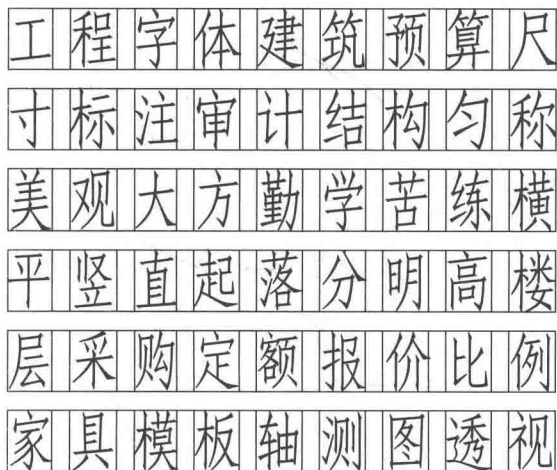 工程字体建筑预算尺
寸标注审计结构匀称
美观大方勤学苦练横
平竖直起落分明高楼
层采购定额报价比例
家具模板轴测图透视